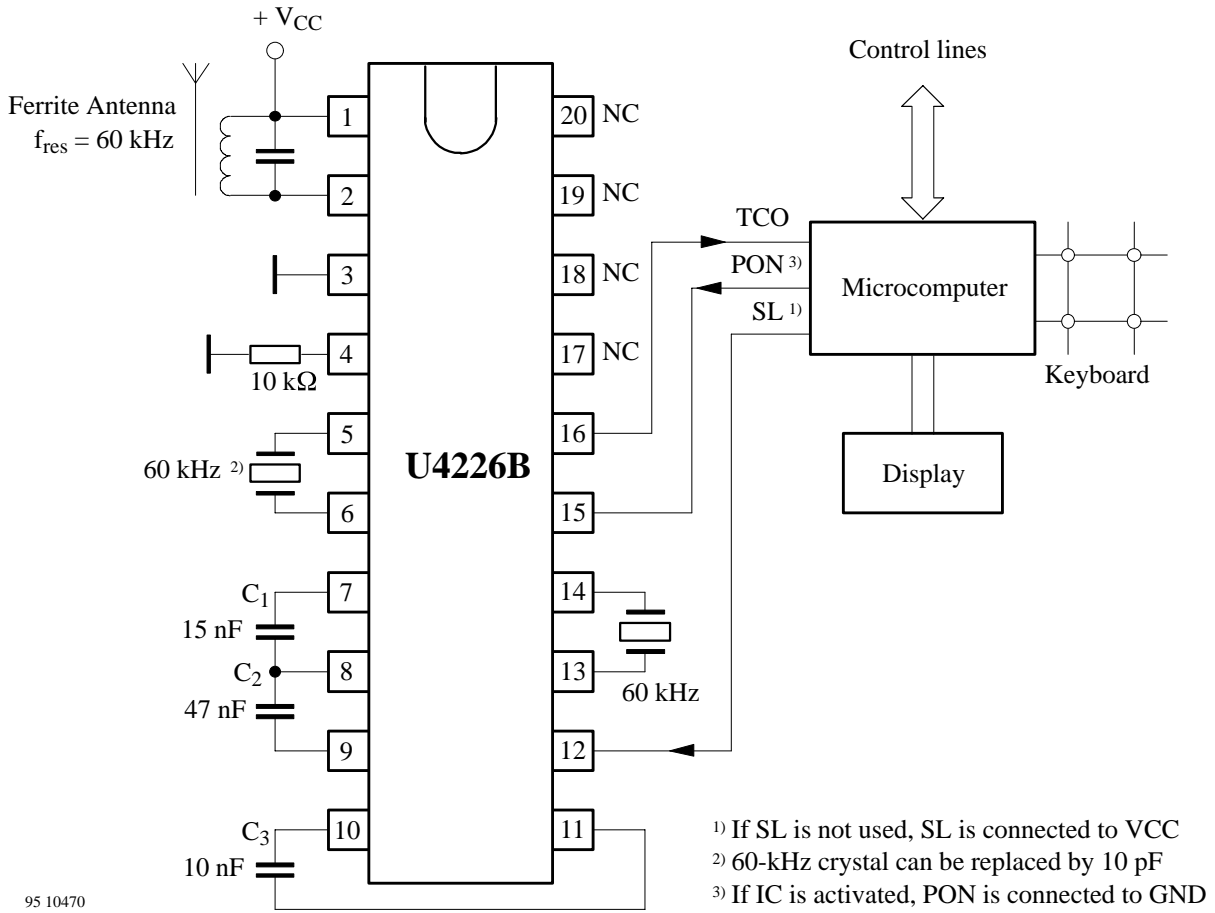 + VCC
Control lines
Ferrite Antenna
fres = 60 kHz
1
20 NC
2
19 NC
TCO
3
18 NC
PON 3)
Microcomputer
SL 1)
4
17 NC
10 kΩ
Keyboard
5
16
60 kHz 2)
U4226B
Display
6
15
C1
7
14
15 nF
C2
8
13
60 kHz
47 nF
9
12
C3
10
11
10 nF
1) If SL is not used, SL is connected to VCC
2) 60-kHz crystal can be replaced by 10 pF
3) If IC is activated, PON is connected to GND
95 10470